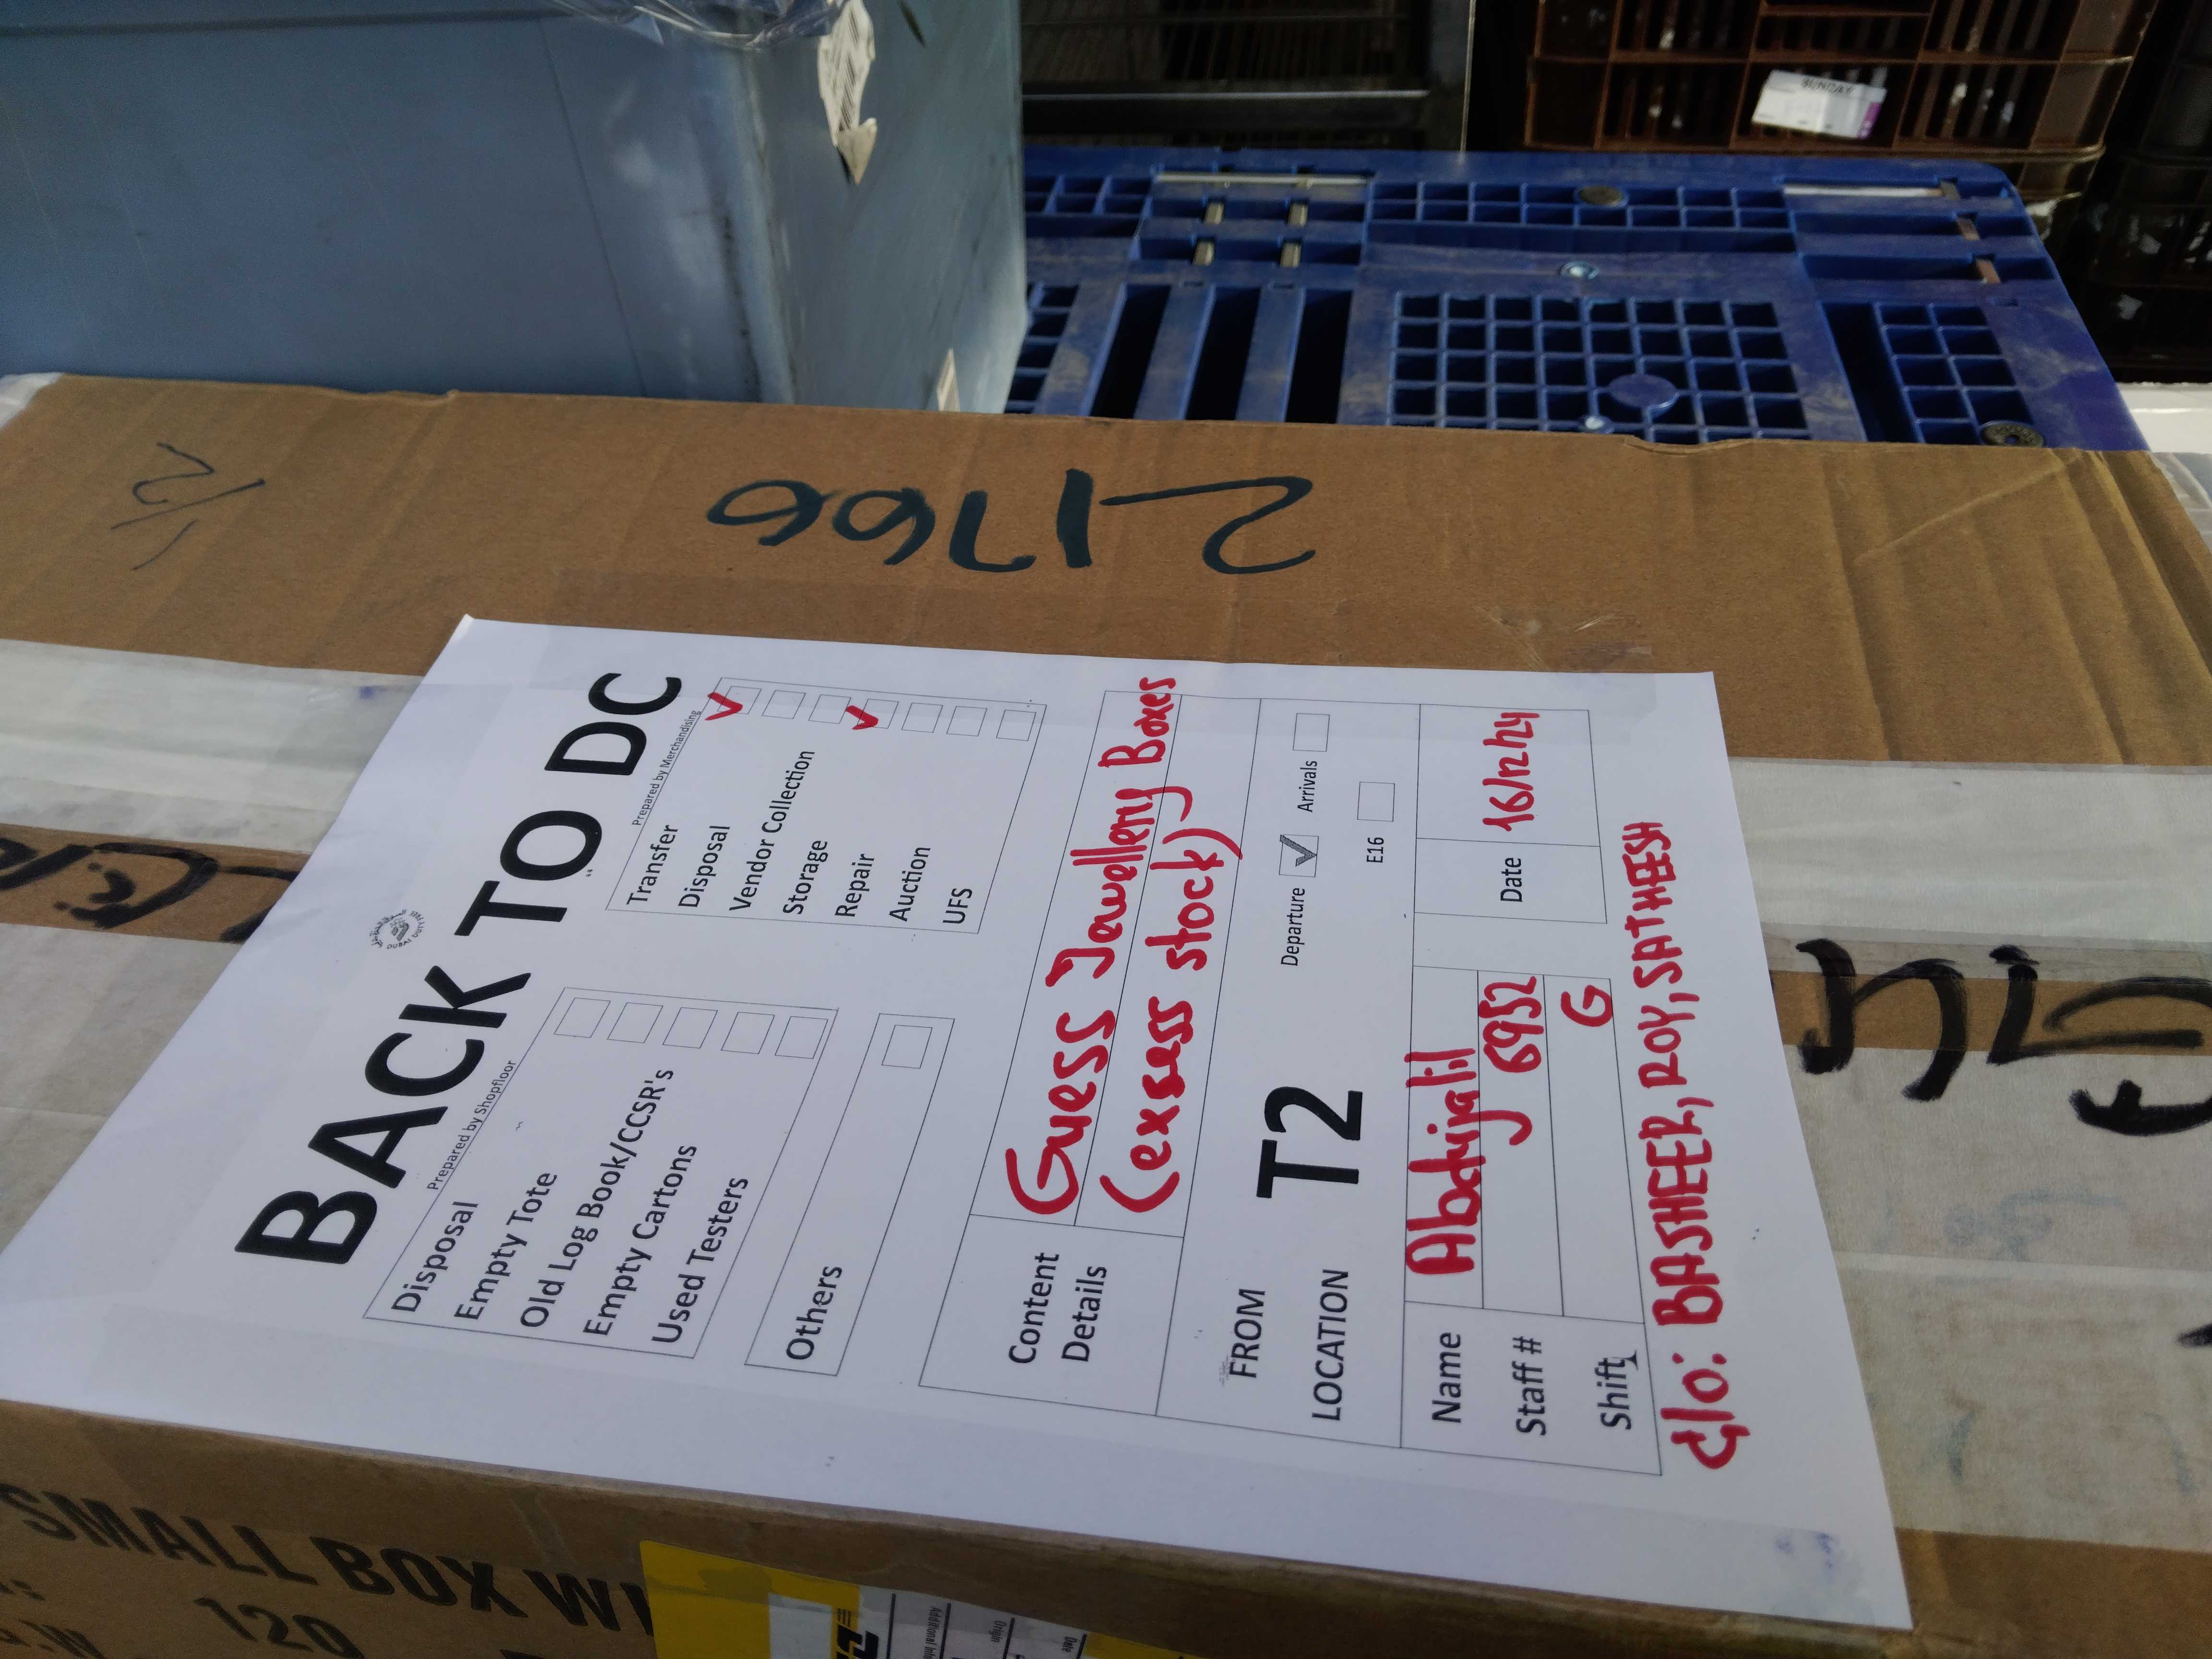 BACK TO DC
Prepared by Shopfloor
Disposal
Empty Tote
Old Log Book/CCSR's
Empty Cartons
Used Testers
Others
Prepared by Merchandising
Transfer
Disposal
Vendor Collection
Storage
Repair
Auction
UFS
Content Details
Guess Jewellery Boxes
(exsess stock)
FROM LOCATION
T2
Departure
Arrivals
E16
Name Abdujalil
Staff # 6952
Shift G
Date 16/12/24
c/o: BASHEER, ROY, SATHEESH
SMALL BOX
120
SUNDAY